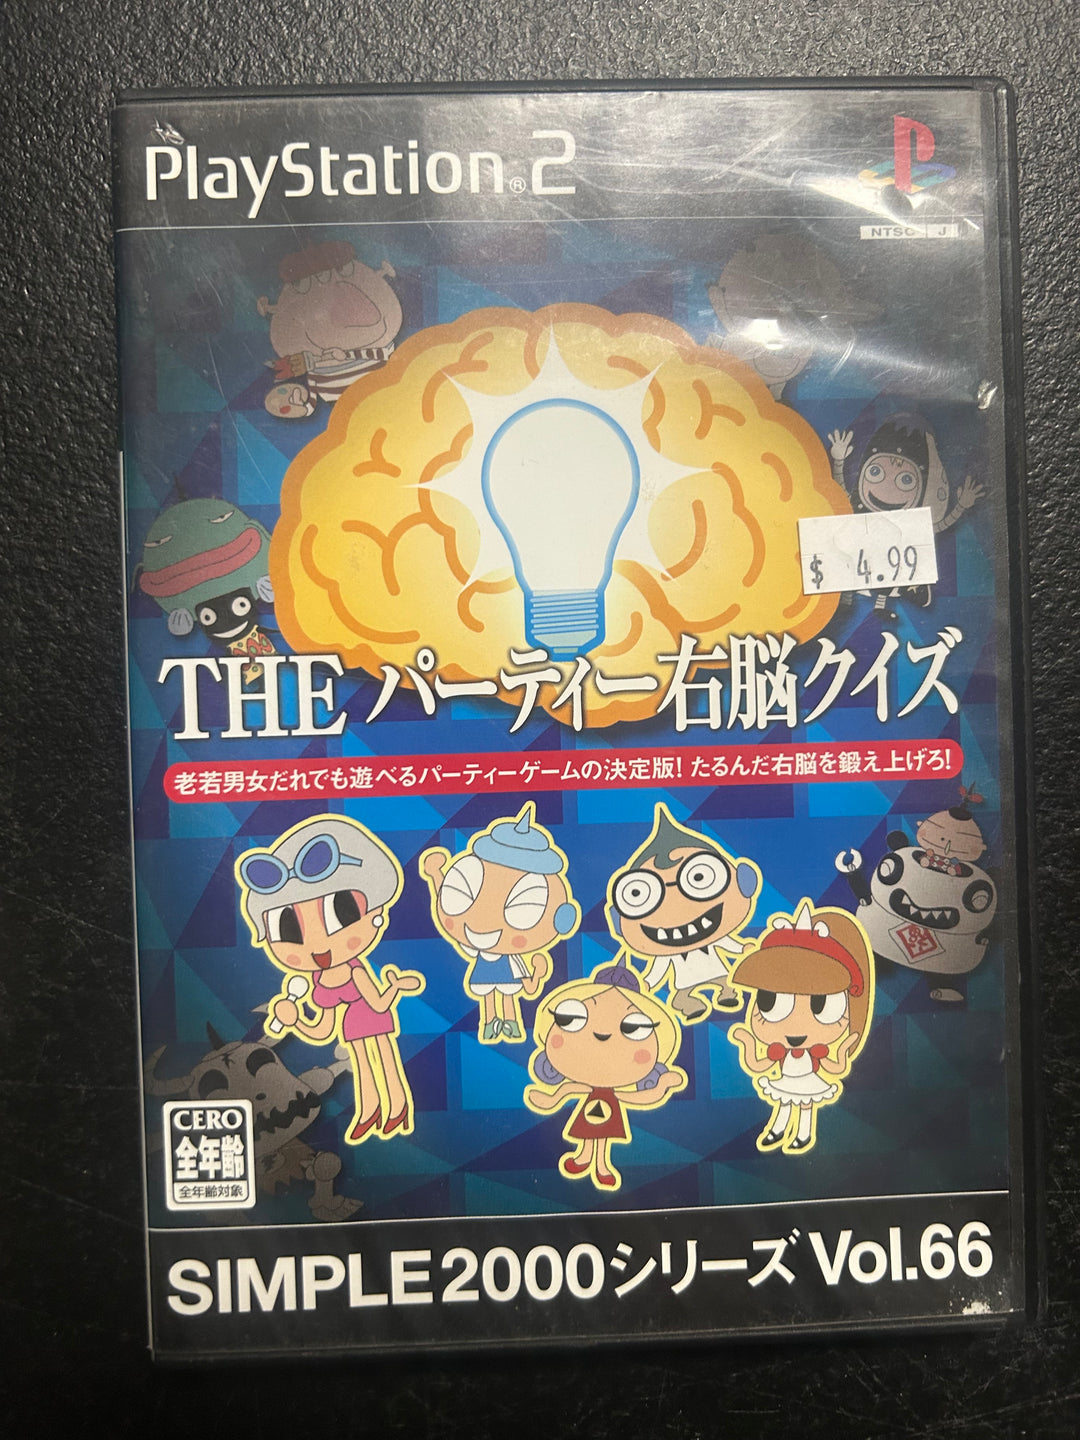 PlayStation®2
NTSC J
$ 4.99
THE パーティー右脳クイズ
老若男女だれでも遊べるパーティーゲームの決定版！たるんだ右脳を鍛え上げろ！
CERO
全年齢
全年齢対象
SIMPLE2000シリーズ Vol.66